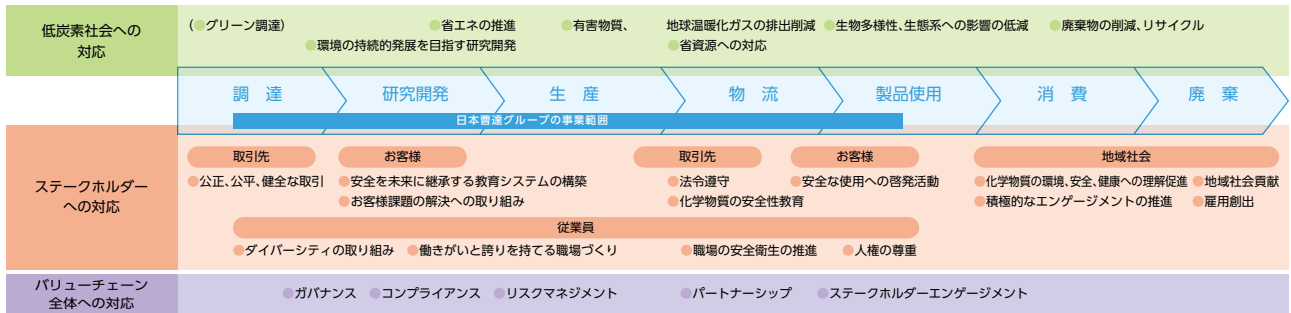 低炭素社会への
対応
(●グリーン調達)
●省エネの推進
●有害物質、
地球温暖化ガスの排出削減
●生物多様性、生態系への影響の低減
●廃棄物の削減、リサイクル
●環境の持続的発展を目指す研究開発
●省資源への対応
調 達
研究開発
生 産
物 流
製品使用
消 費
廃 棄
日本曹達グループの事業範囲
ステークホルダー
への対応
取引先
お客様
取引先
お客様
地域社会
●公正、公平、健全な取引
●安全を未来に継承する教育システムの構築
●法令遵守
●安全な使用への啓発活動
●化学物質の環境、安全、健康への理解促進
●地域社会貢献
●お客様課題の解決への取り組み
●化学物質の安全性教育
●積極的なエンゲージメントの推進
●雇用創出
従業員
●ダイバーシティの取り組み
●働きがいと誇りを持てる職場づくり
●職場の安全衛生の推進
●人権の尊重
バリューチェーン
全体への対応
●ガバナンス
●コンプライアンス
●リスクマネジメント
●パートナーシップ
●ステークホルダーエンゲージメント